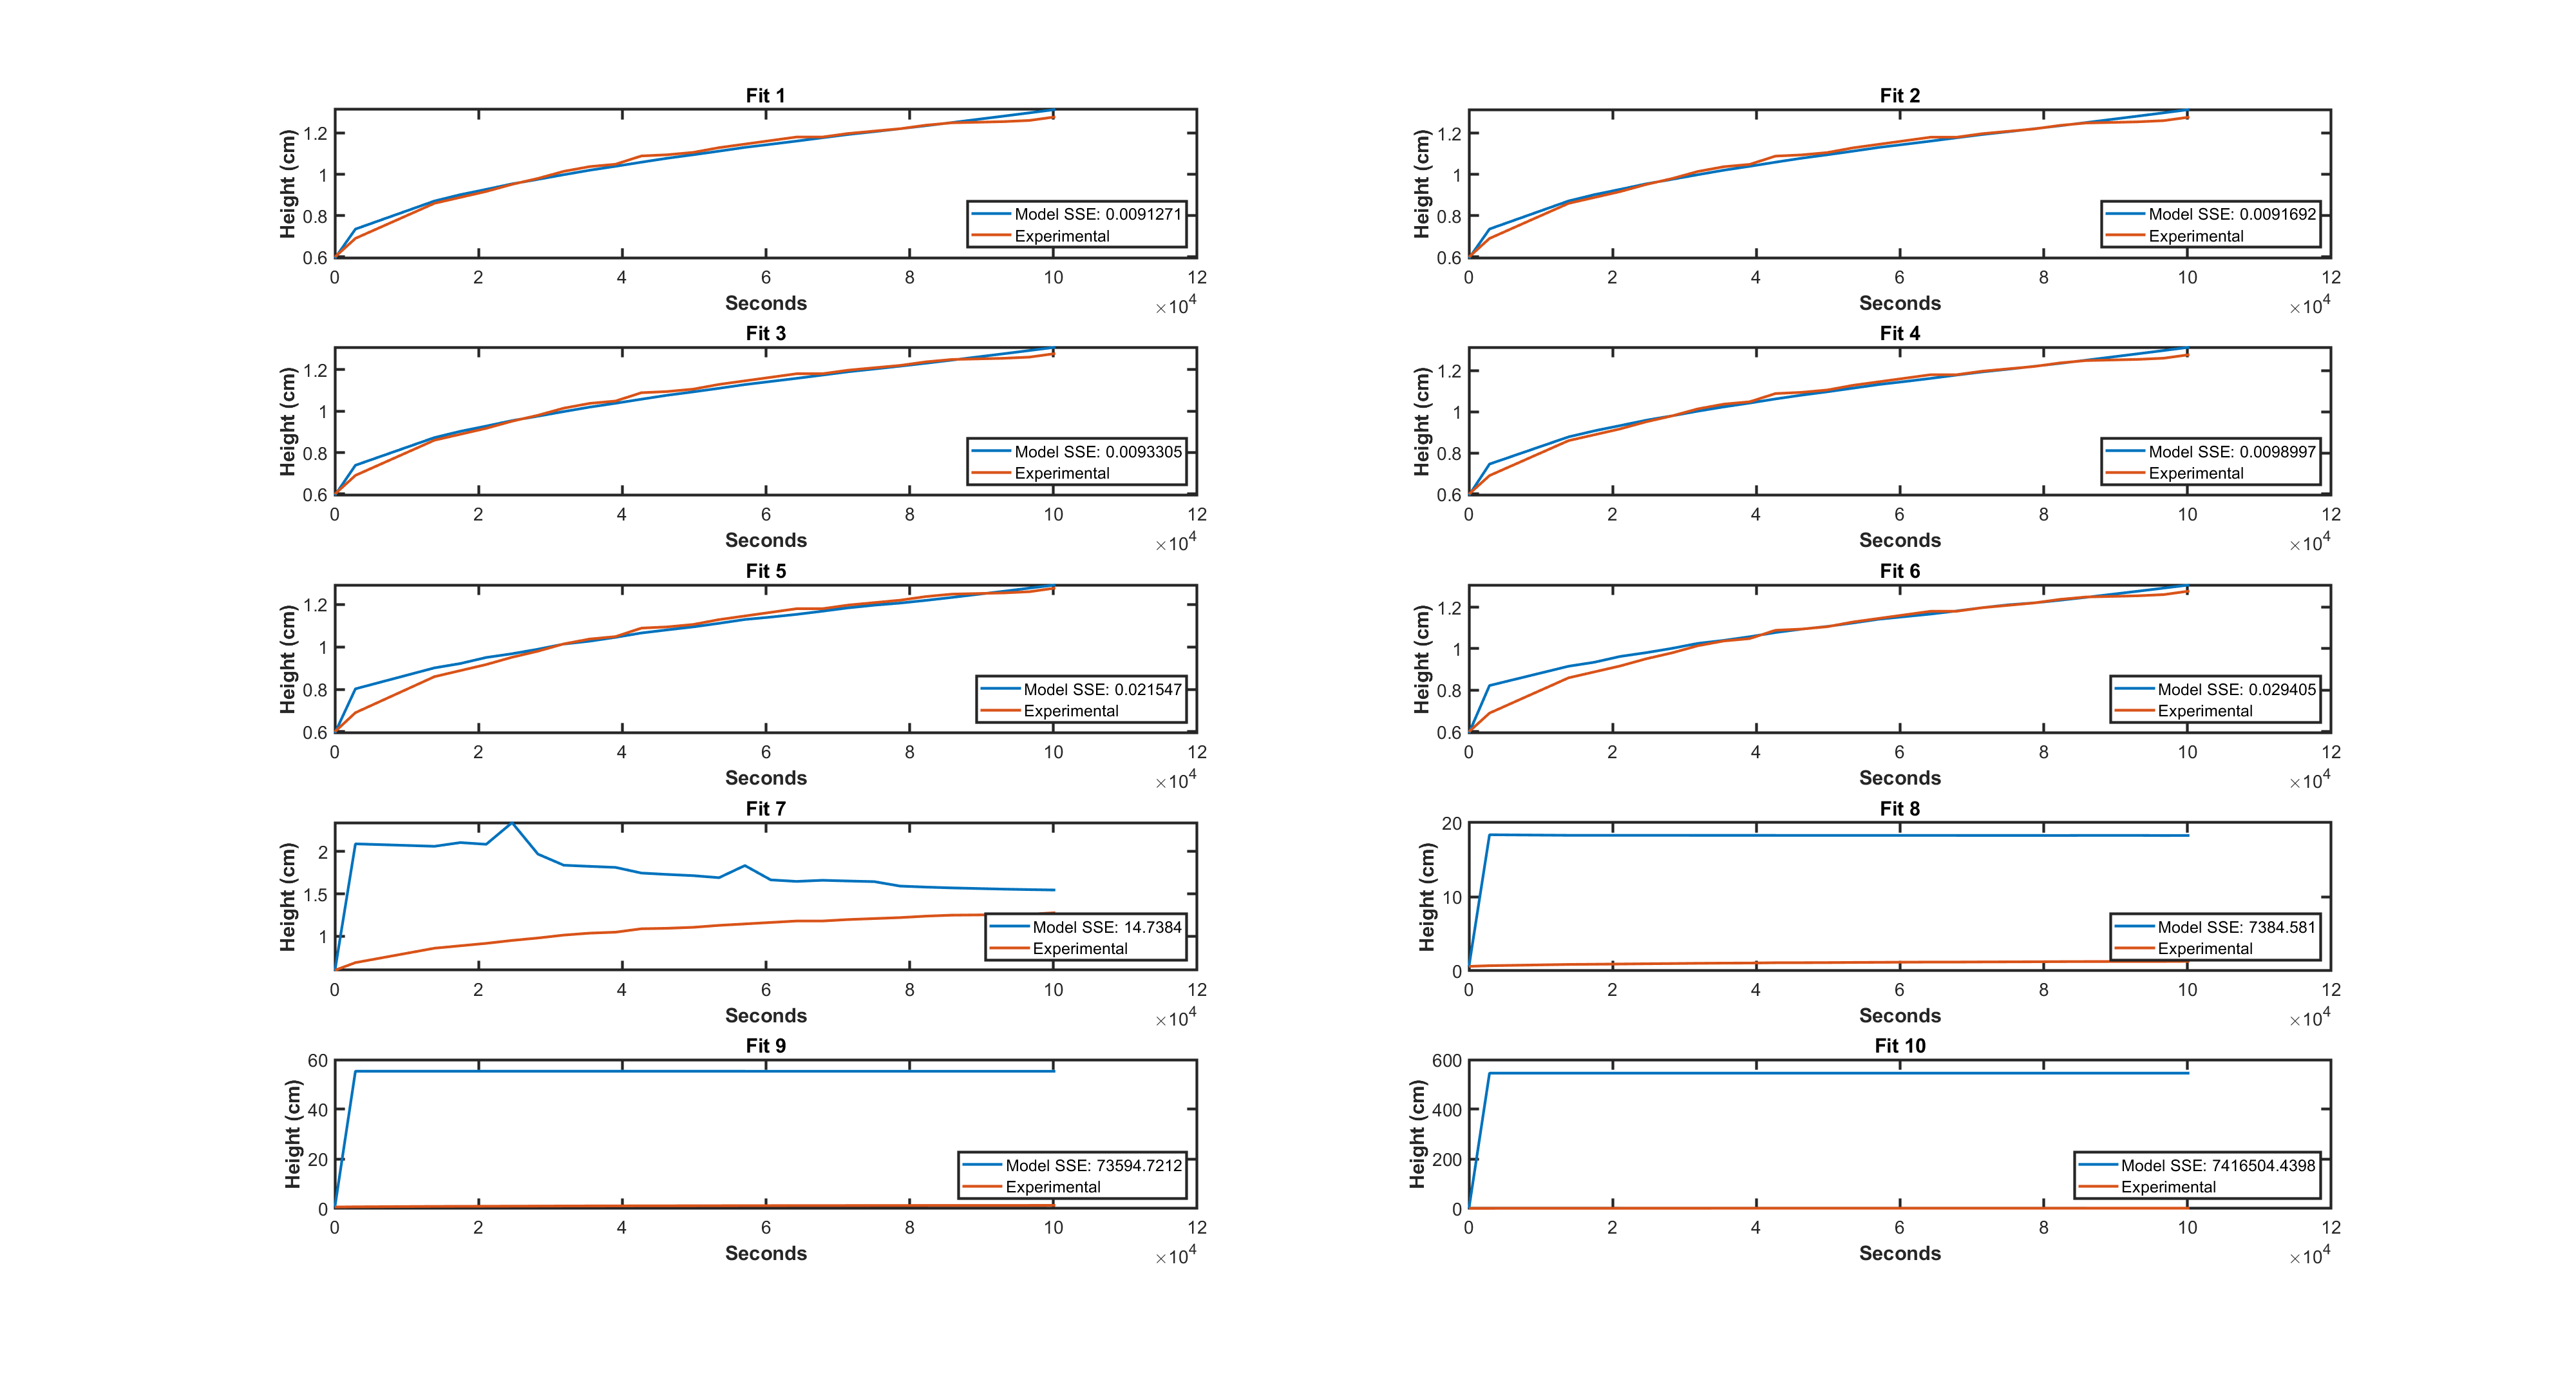 Fit 1
Height (cm)
1.2
1
0.8
0.6
Model SSE: 0.0091271
Experimental
0 2 4 6 8 10 12
Seconds
×10^4
Fit 2
Height (cm)
1.2
1
0.8
0.6
Model SSE: 0.0091692
Experimental
0 2 4 6 8 10 12
Seconds
×10^4
Fit 3
Height (cm)
1.2
1
0.8
0.6
Model SSE: 0.0093305
Experimental
0 2 4 6 8 10 12
Seconds
×10^4
Fit 4
Height (cm)
1.2
1
0.8
0.6
Model SSE: 0.0098997
Experimental
0 2 4 6 8 10 12
Seconds
×10^4
Fit 5
Height (cm)
1.2
1
0.8
0.6
Model SSE: 0.021547
Experimental
0 2 4 6 8 10 12
Seconds
×10^4
Fit 6
Height (cm)
1.2
1
0.8
0.6
Model SSE: 0.029405
Experimental
0 2 4 6 8 10 12
Seconds
×10^4
Fit 7
Height (cm)
2
1.5
1
Model SSE: 14.7384
Experimental
0 2 4 6 8 10 12
Seconds
×10^4
Fit 8
Height (cm)
20
10
0
Model SSE: 7384.581
Experimental
0 2 4 6 8 10 12
Seconds
×10^4
Fit 9
Height (cm)
60
40
20
0
Model SSE: 73594.7212
Experimental
0 2 4 6 8 10 12
Seconds
×10^4
Fit 10
Height (cm)
600
400
200
0
Model SSE: 7416504.4398
Experimental
0 2 4 6 8 10 12
Seconds
×10^4